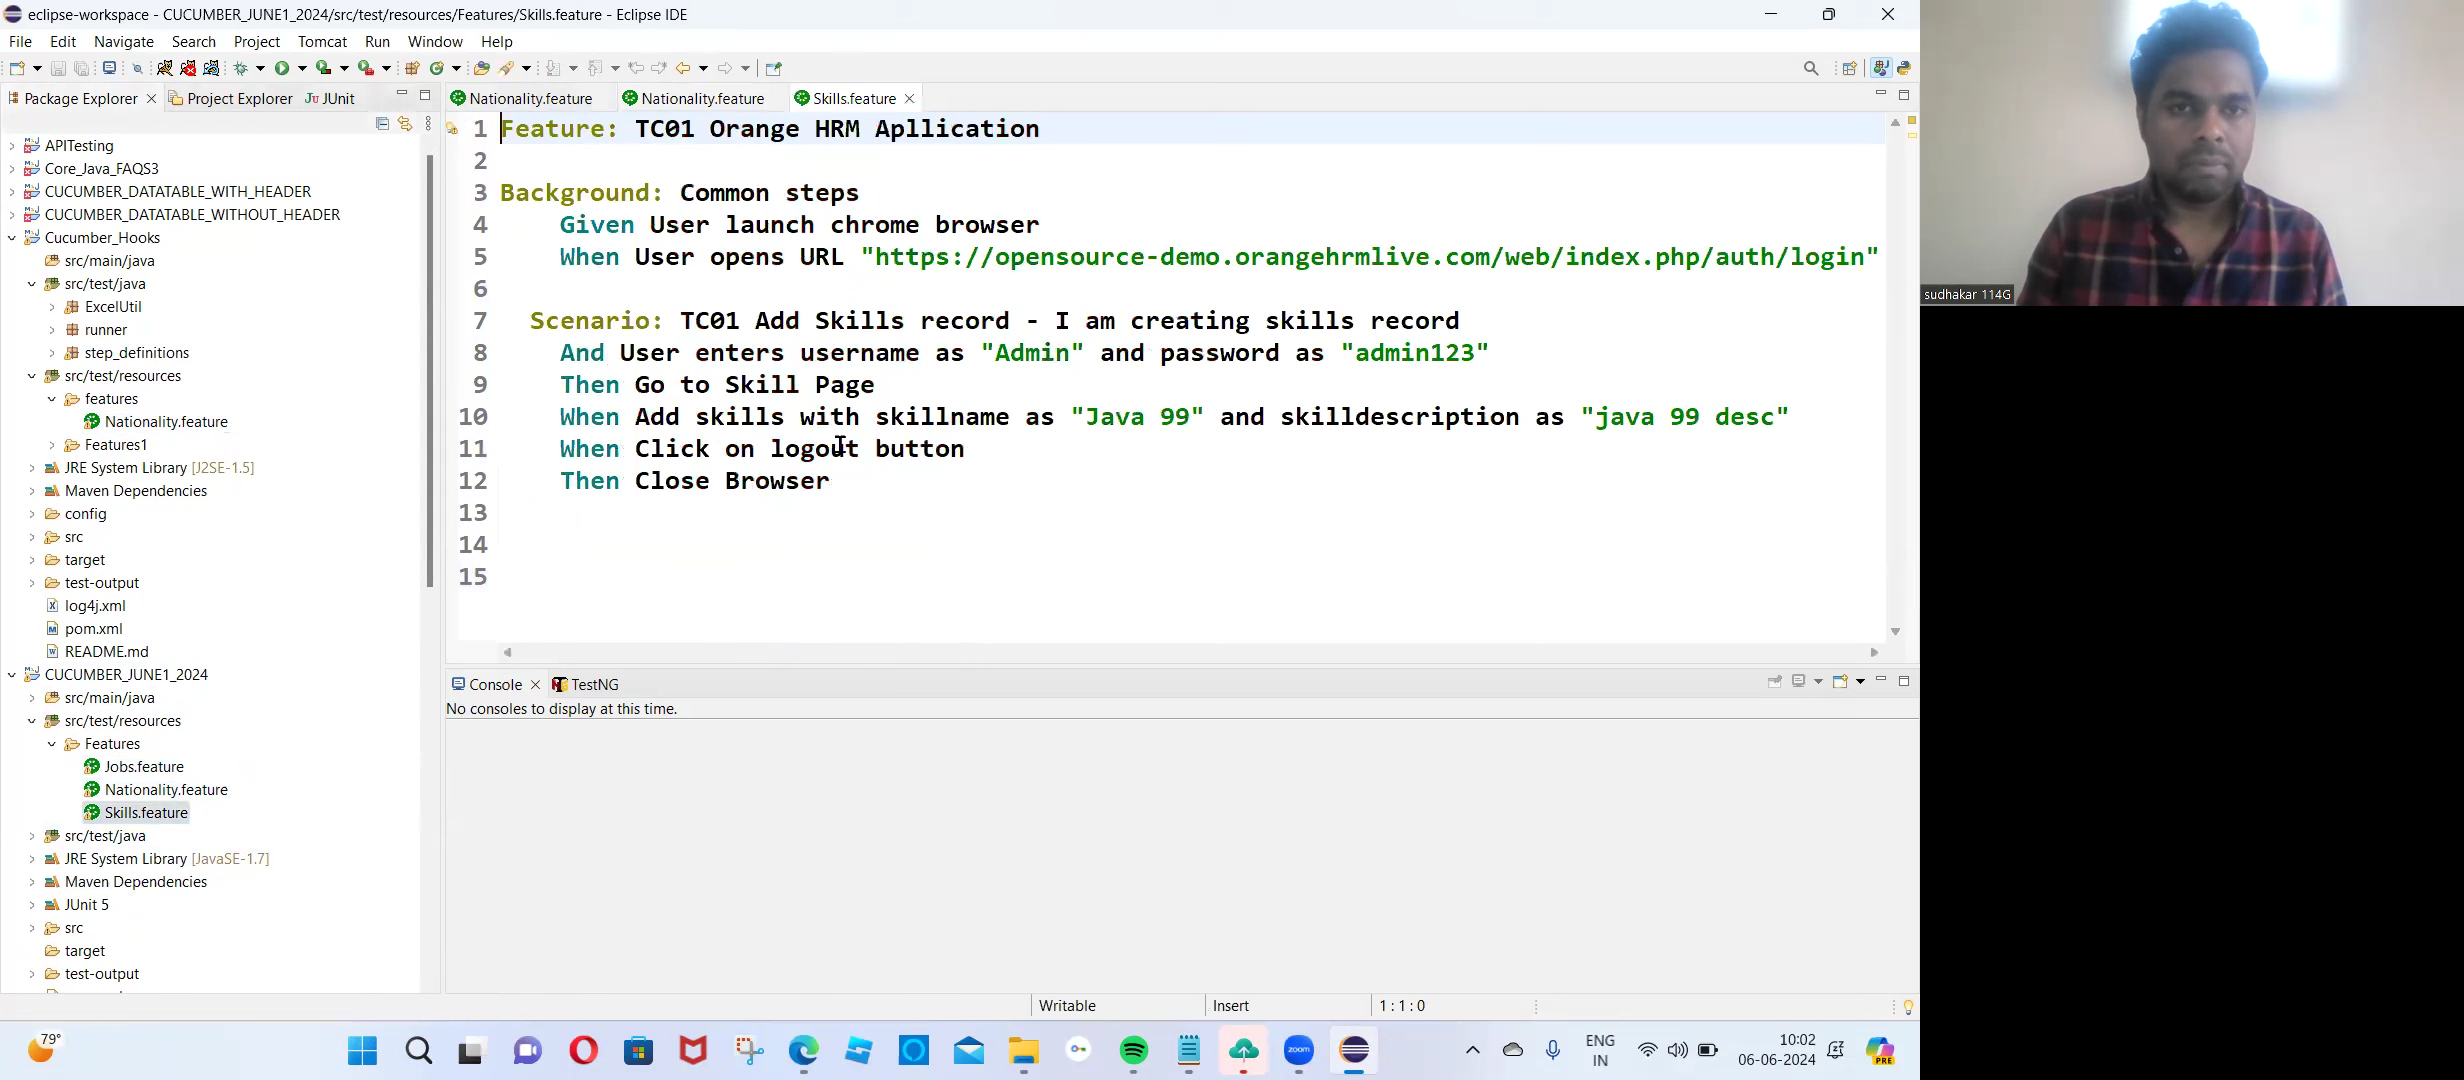 eclipse-workspace - CUCUMBER_JUNE1_2024/src/test/resources/Features/Skills.feature - Eclipse IDE
File Edit Navigate Search Project Tomcat Run Window Help
Package Explorer Project Explorer JUnit
Nationality.feature Nationality.feature Skills.feature
APITesting
Core_Java_FAQS3
CUCUMBER_DATATABLE_WITH_HEADER
CUCUMBER_DATATABLE_WITHOUT_HEADER
Cucumber_Hooks
src/main/java
src/test/java
ExcelUtil
runner
step_definitions
src/test/resources
features
Nationality.feature
Features1
JRE System Library [J2SE-1.5]
Maven Dependencies
config
src
target
test-output
log4j.xml
pom.xml
README.md
CUCUMBER_JUNE1_2024
src/main/java
src/test/resources
Features
Jobs.feature
Nationality.feature
Skills.feature
src/test/java
JRE System Library [JavaSE-1.7]
Maven Dependencies
JUnit 5
src
target
test-output
1 Feature: TC01 Orange HRM Apllication
2
3 Background: Common steps
4 Given User launch chrome browser
5 When User opens URL "https://opensource-demo.orangehrmlive.com/web/index.php/auth/login"
6
7 Scenario: TC01 Add Skills record - I am creating skills record
8 And User enters username as "Admin" and password as "admin123"
9 Then Go to Skill Page
10 When Add skills with skillname as "Java 99" and skilldescription as "java 99 desc"
11 When Click on logout button
12 Then Close Browser
13
14
15
Console TestNG
No consoles to display at this time.
Writable Insert 1 : 1 : 0
sudhakar 114G
79°
zoom
ENG
IN
10:02
06-06-2024
PRE